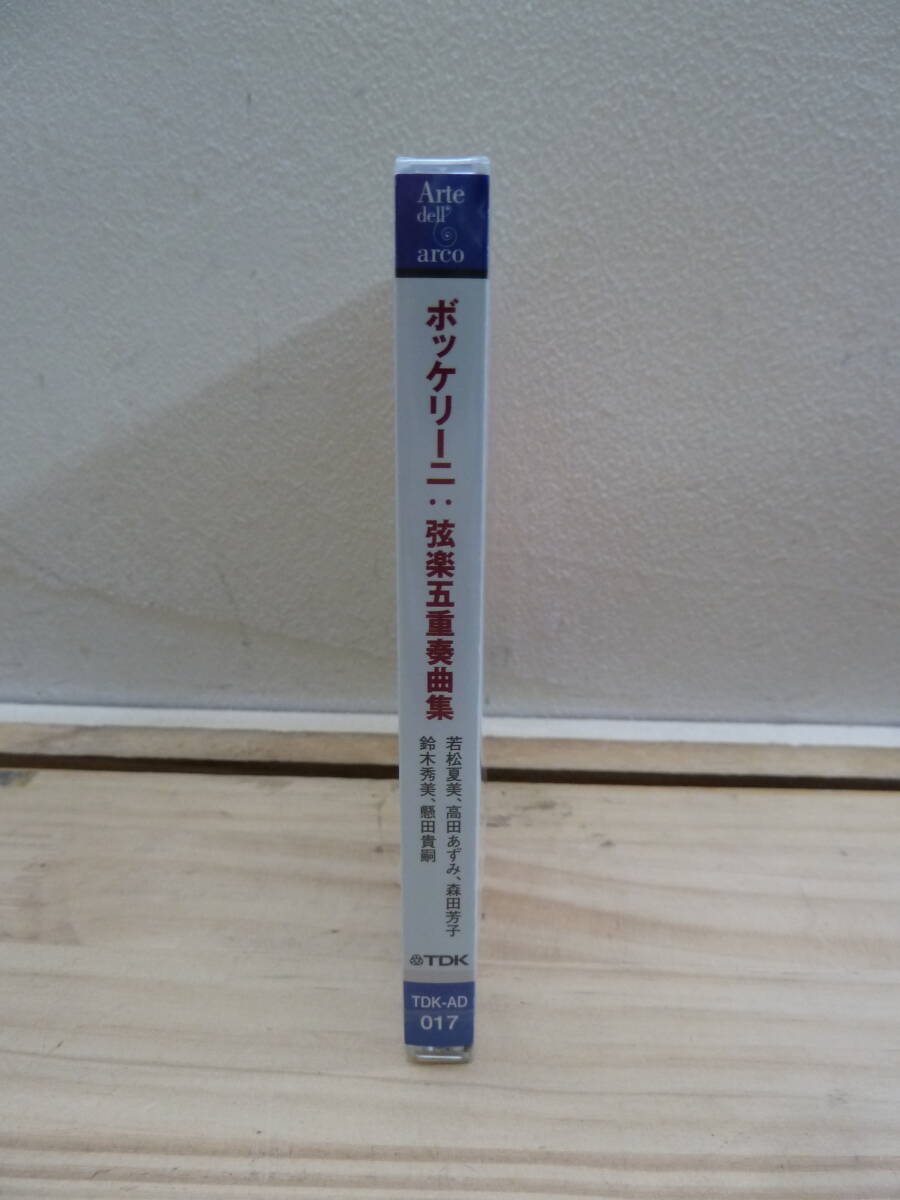 Arte
dell'
arco
ボッケリーニ：弦楽五重奏曲集
若松夏美、高田あずみ、森田芳子
鈴木秀美、懸田貴嗣
TDK
TDK-AD
017